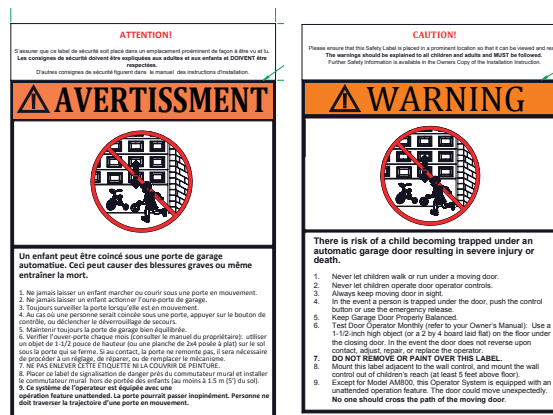 ATTENTION!
S'assurer que ce label de sécurité soit placé dans un emplacement proéminent de façon à être vu et lu.
Les consignes de sécurité doivent être expliquées aux adultes et aux enfants et DOIVENT être
respectées.
D'autres consignes de sécurité figurent dans le manuel des instructions d'installation.
AVERTISSMENT
Un enfant peut être coincé sous une porte de garage
automatiue. Ceci peut causer des blessures graves ou même
entraîner la mort.
1. Ne jamais laisser un enfant marcher ou courir sous une porte en mouvement.
2. Ne jamais laisser un enfant actionner l'oure-porte de garage.
3. Toujours surveiller la porte lorsqu'elle est en mouvement.
4. Au cas où une personne serait coincée sous une porte, appuyer sur le bouton de
contrôle, ou déclencher le déverrouillage de secours.
5. Maintenir toujours la porte de garage bien équilibrée.
6. Vérifier l'ouver-porte chaque mois (consulter le manuel du propriétaire): utiliser
un objet de 1-1/2 pouce de hauteur (ou une planche de 2x4 posée à plat) sur le sol
sous la porte qui se ferme. Si au contact, la porte ne remonte pas, il sera nécessaire
de procéder à un réglage, de réparer, ou de remplacer le mécanisme.
7. NE PAS ENLEVER CETTE ÉTIQUETTE NI LA COUVRIR DE PEINTURE.
8. Placer ce label de signalisation de danger près du commutateur mural et installer
le commutateur mural hors de portée des enfants (au moins à 1.5 m (5') du sol).
9. Ce système de l'operateur est équipée avec une
opération feature unattended. La porte pourrait passer inopinément. Personne ne
doit traverser la trajectoire d'une porte en mouvement.
CAUTION!
Please ensure that this Safety Label is placed in a prominent location so that it can be viewed and rea
The warnings should be explained to all children and adults and MUST be followed.
Further Safety Information is available in the Owners Copy of the Installation Instruction.
WARNING
There is risk of a child becoming trapped under an
automatic garage door resulting in severe injury or
death.
1. Never let children walk or run under a moving door.
2. Never let children operate door operator controls.
3. Always keep moving door in sight.
4. In the event a person is trapped under the door, push the control
button or use the emergency release.
5. Keep Garage Door Properly Balanced.
6. Test Door Operator Monthly (refer to your Owner's Manual): Use a
1-1/2-inch high object (or a 2 by 4 board laid flat) on the floor under
the closing door. In the event the door does not reverse upon
contact, adjust, repair, or replace the operator.
7. DO NOT REMOVE OR PAINT OVER THIS LABEL.
8. Mount this label adjacent to the wall control, and mount the wall
control out of children's reach (at least 5 feet above floor).
9. Except for Model AM800, this Operator System is equipped with an
unattended operation feature. The door could move unexpectedly.
No one should cross the path of the moving door.